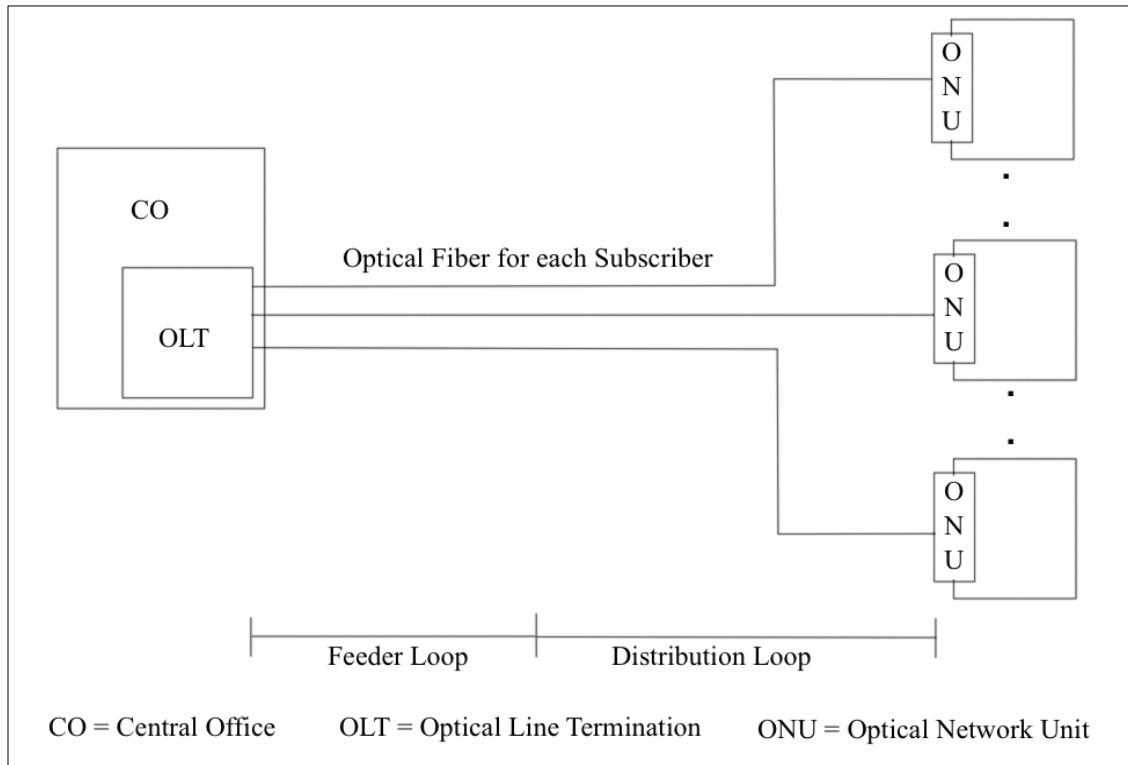 O
N
U
CO
Optical Fiber for each Subscriber
OLT
O
N
U
O
N
U
Feeder Loop
Distribution Loop
CO = Central Office
OLT = Optical Line Termination
ONU = Optical Network Unit